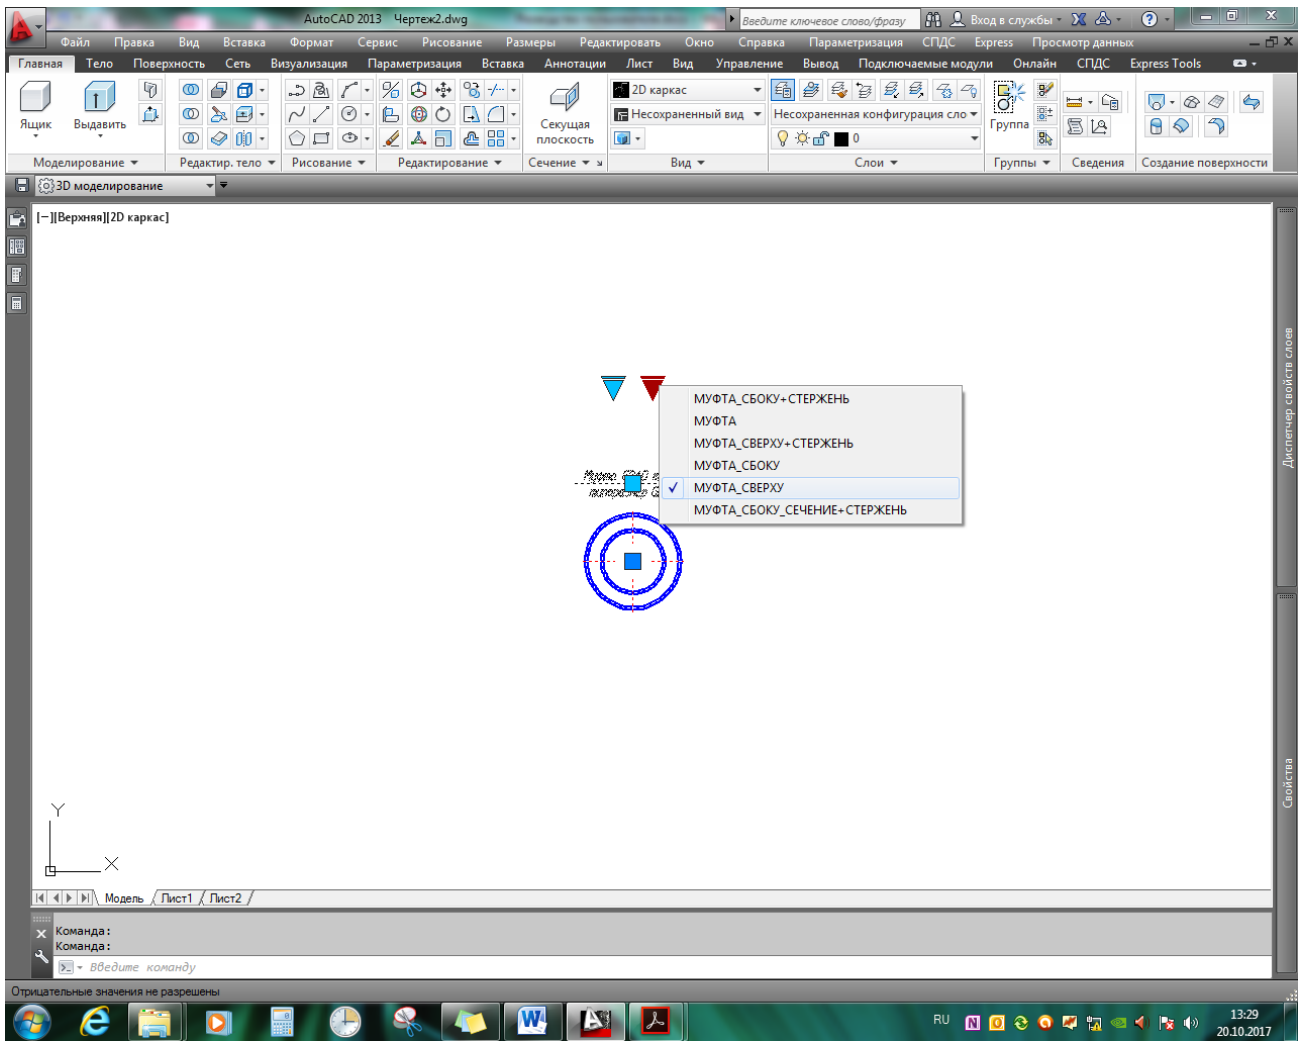 AutoCAD 2013 Чертеж2.dwg
Введите ключевое слово/фразу
Вход в службы
Файл Правка Вид Вставка Формат Сервис Рисование Размеры Редактировать Окно Справка Параметризация СПДС Express Просмотр данных
Главная Тело Поверхность Сеть Визуализация Параметризация Вставка Аннотации Лист Вид Управление Вывод Подключаемые модули Онлайн СПДС Express Tools
2D каркас
Несохраненный вид
Несохраненная конфигурация сло
0
Ящик
Выдавить
Секущая
плоскость
Группа
Моделирование
Редактир. тело
Рисование
Редактирование
Сечение
Вид
Слои
Группы
Сведения
Создание поверхности
3D моделирование
[−][Верхняя][2D каркас]
Диспетчер свойств слоев
МУФТА_СБОКУ+СТЕРЖЕНЬ
МУФТА
МУФТА_СВЕРХУ+СТЕРЖЕНЬ
МУФТА_СБОКУ
МУФТА_СВЕРХУ
МУФТА_СБОКУ_СЕЧЕНИЕ+СТЕРЖЕНЬ
Свойства
Y
X
Модель Лист1 Лист2
Команда:
Команда:
Введите команду
Отрицательные значения не разрешены
RU
13:29
20.10.2017